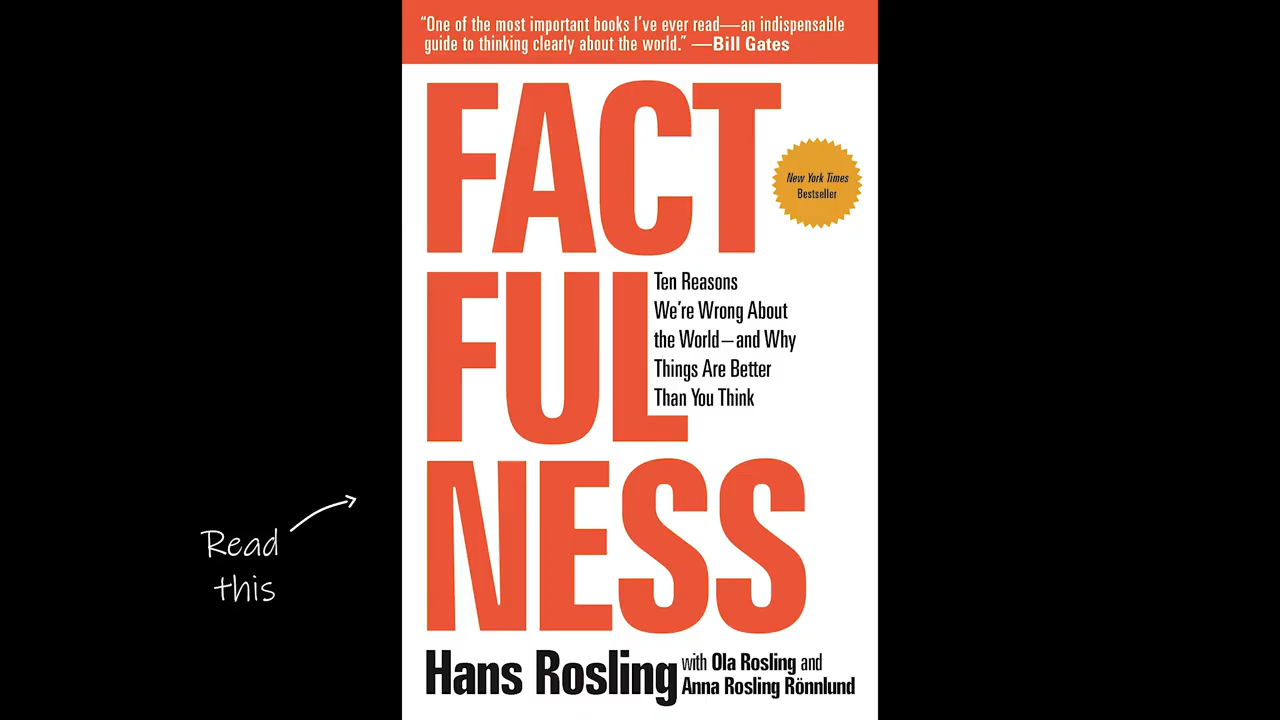 “One of the most important books I’ve ever read—an indispensable
guide to thinking clearly about the world.” —Bill Gates
FACT
New York Times
Bestseller
FUL
Ten Reasons
We’re Wrong About
the World—and Why
Things Are Better
Than You Think
NESS
Read
this
Hans Rosling with Ola Rosling and
Anna Rosling Rönnlund